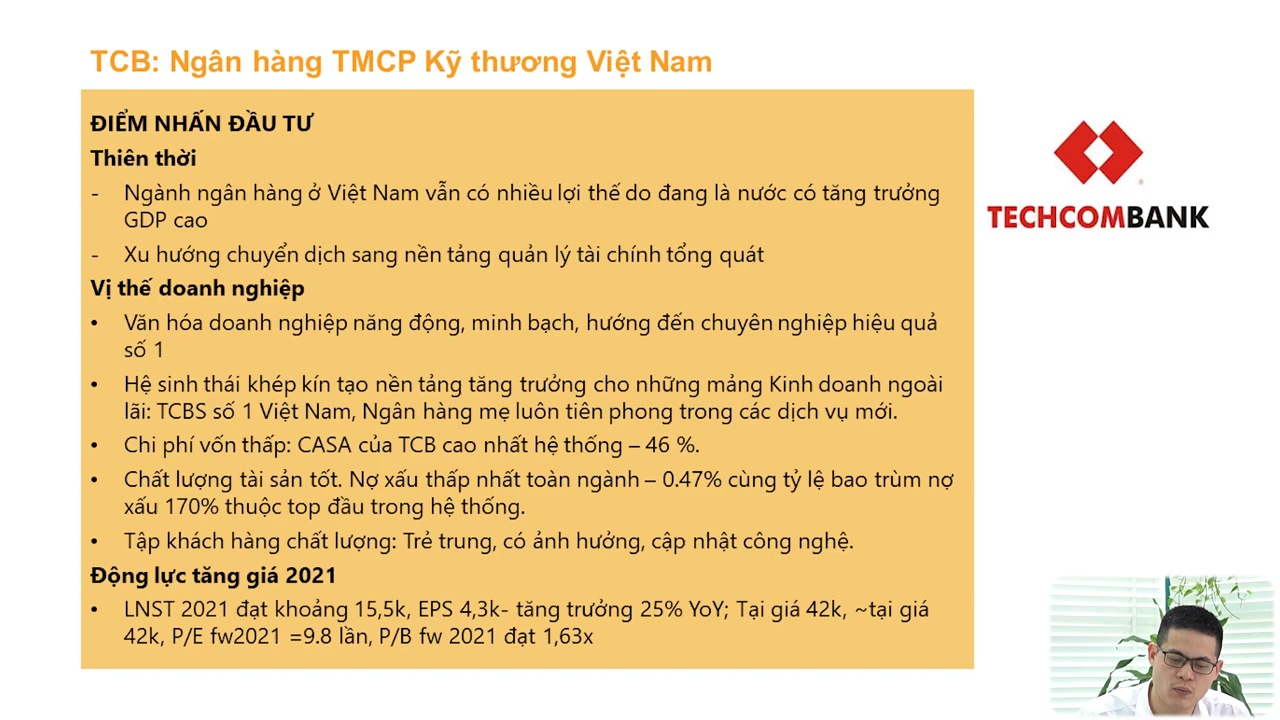 TCB: Ngân hàng TMCP Kỹ thương Việt Nam
ĐIỂM NHẤN ĐẦU TƯ
Thiên thời
- Ngành ngân hàng ở Việt Nam vẫn có nhiều lợi thế do đang là nước có tăng trưởng
GDP cao
- Xu hướng chuyển dịch sang nền tảng quản lý tài chính tổng quát
Vị thế doanh nghiệp
• Văn hóa doanh nghiệp năng động, minh bạch, hướng đến chuyên nghiệp hiệu quả
số 1
• Hệ sinh thái khép kín tạo nền tảng tăng trưởng cho những mảng Kinh doanh ngoài
lãi: TCBS số 1 Việt Nam, Ngân hàng mẹ luôn tiên phong trong các dịch vụ mới.
• Chi phí vốn thấp: CASA của TCB cao nhất hệ thống – 46 %.
• Chất lượng tài sản tốt. Nợ xấu thấp nhất toàn ngành – 0.47% cùng tỷ lệ bao trùm nợ
xấu 170% thuộc top đầu trong hệ thống.
• Tập khách hàng chất lượng: Trẻ trung, có ảnh hưởng, cập nhật công nghệ.
Động lực tăng giá 2021
• LNST 2021 đạt khoảng 15,5k, EPS 4,3k- tăng trưởng 25% YoY; Tại giá 42k, ~tại giá
42k, P/E fw2021 =9.8 lần, P/B fw 2021 đạt 1,63x
TECHCOMBANK